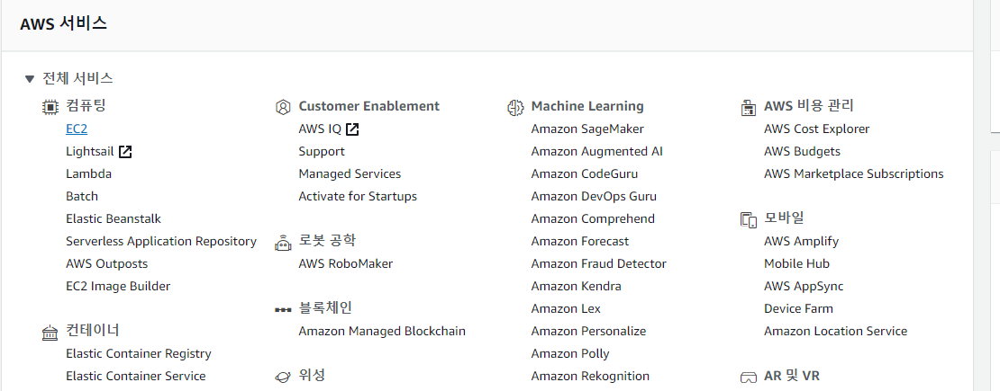 AWS 서비스
전체 서비스
컴퓨팅
EC2
Lightsail
Lambda
Batch
Elastic Beanstalk
Serverless Application Repository
AWS Outposts
EC2 Image Builder
컨테이너
Elastic Container Registry
Elastic Container Service
Customer Enablement
AWS IQ
Support
Managed Services
Activate for Startups
로봇 공학
AWS RoboMaker
블록체인
Amazon Managed Blockchain
위성
Machine Learning
Amazon SageMaker
Amazon Augmented AI
Amazon CodeGuru
Amazon DevOps Guru
Amazon Comprehend
Amazon Forecast
Amazon Fraud Detector
Amazon Kendra
Amazon Lex
Amazon Personalize
Amazon Polly
Amazon Rekognition
AWS 비용 관리
AWS Cost Explorer
AWS Budgets
AWS Marketplace Subscriptions
모바일
AWS Amplify
Mobile Hub
AWS AppSync
Device Farm
Amazon Location Service
AR 및 VR